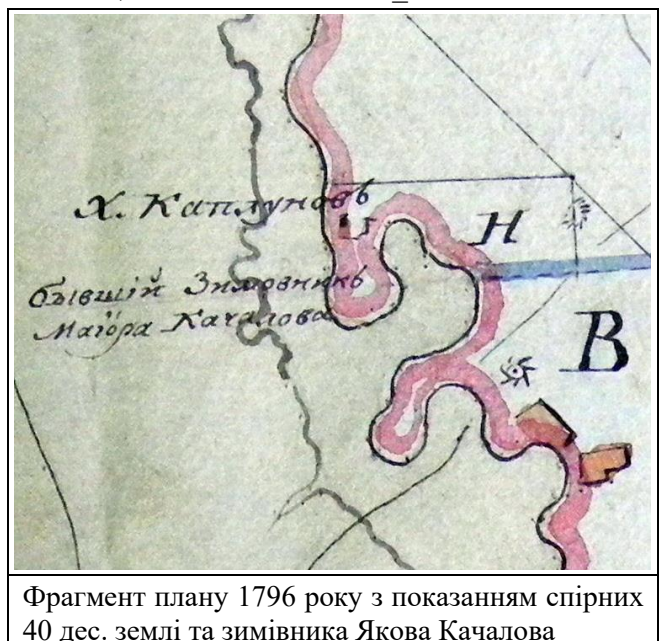 Х. Каплуновъ
Н
бывшій Зимовникъ
Маіора Качалова
В
Фрагмент плану 1796 року з показанням спірних
40 дес. землі та зимівника Якова Качалова